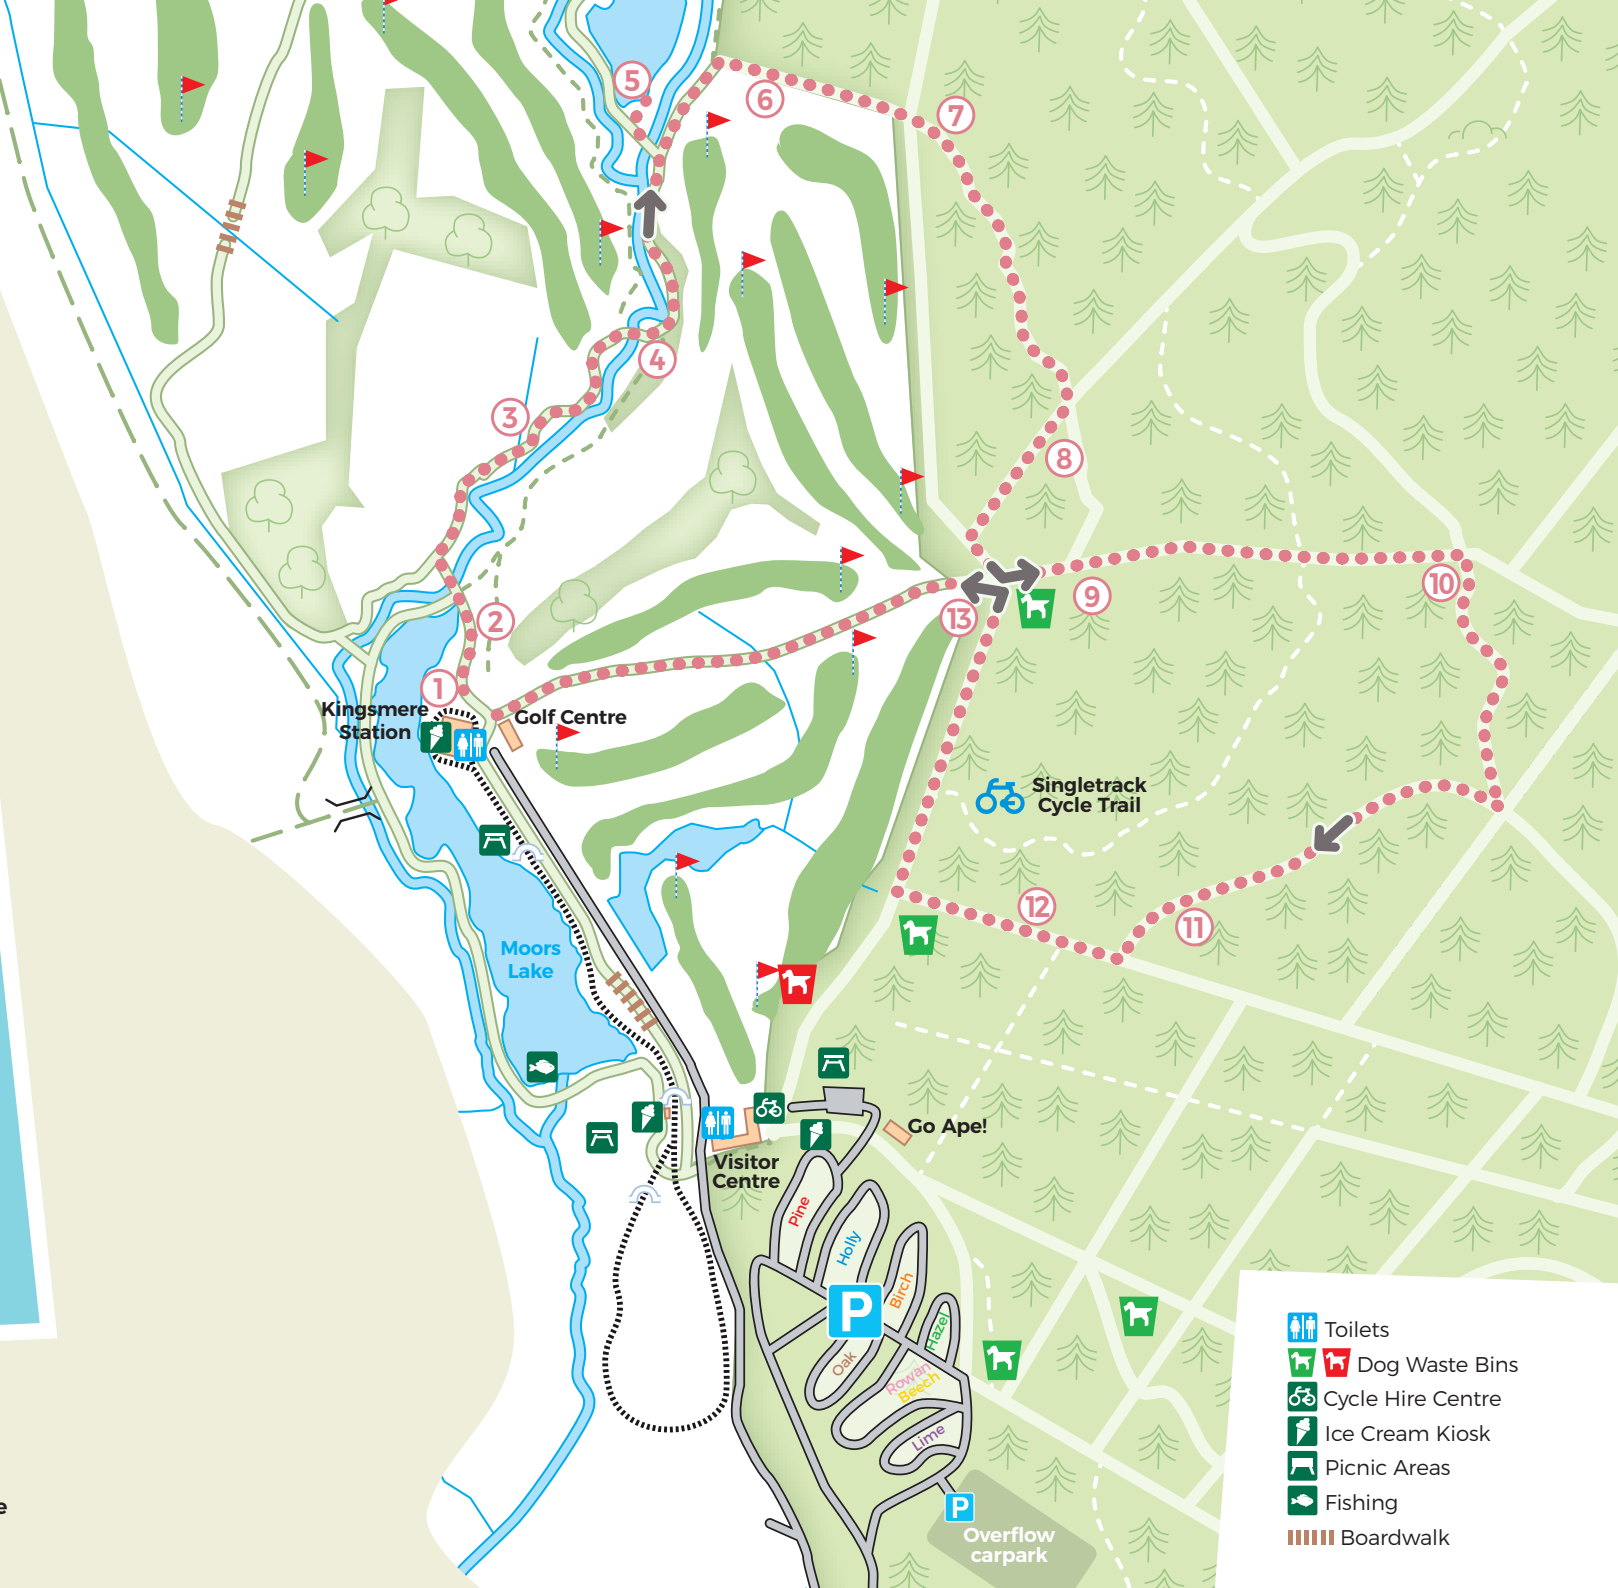 5
6
7
4
3
8
2
9
10
13
1
Kingsmere
Station
Golf Centre
Singletrack
Cycle Trail
12
11
Moors
Lake
Go Ape!
Visitor
Centre
Pine
Holly
Birch
Hazel
P
Oak
Rowan
Beech
Lime
P
Overflow
carpark
e
Toilets
Dog Waste Bins
Cycle Hire Centre
Ice Cream Kiosk
Picnic Areas
Fishing
Boardwalk